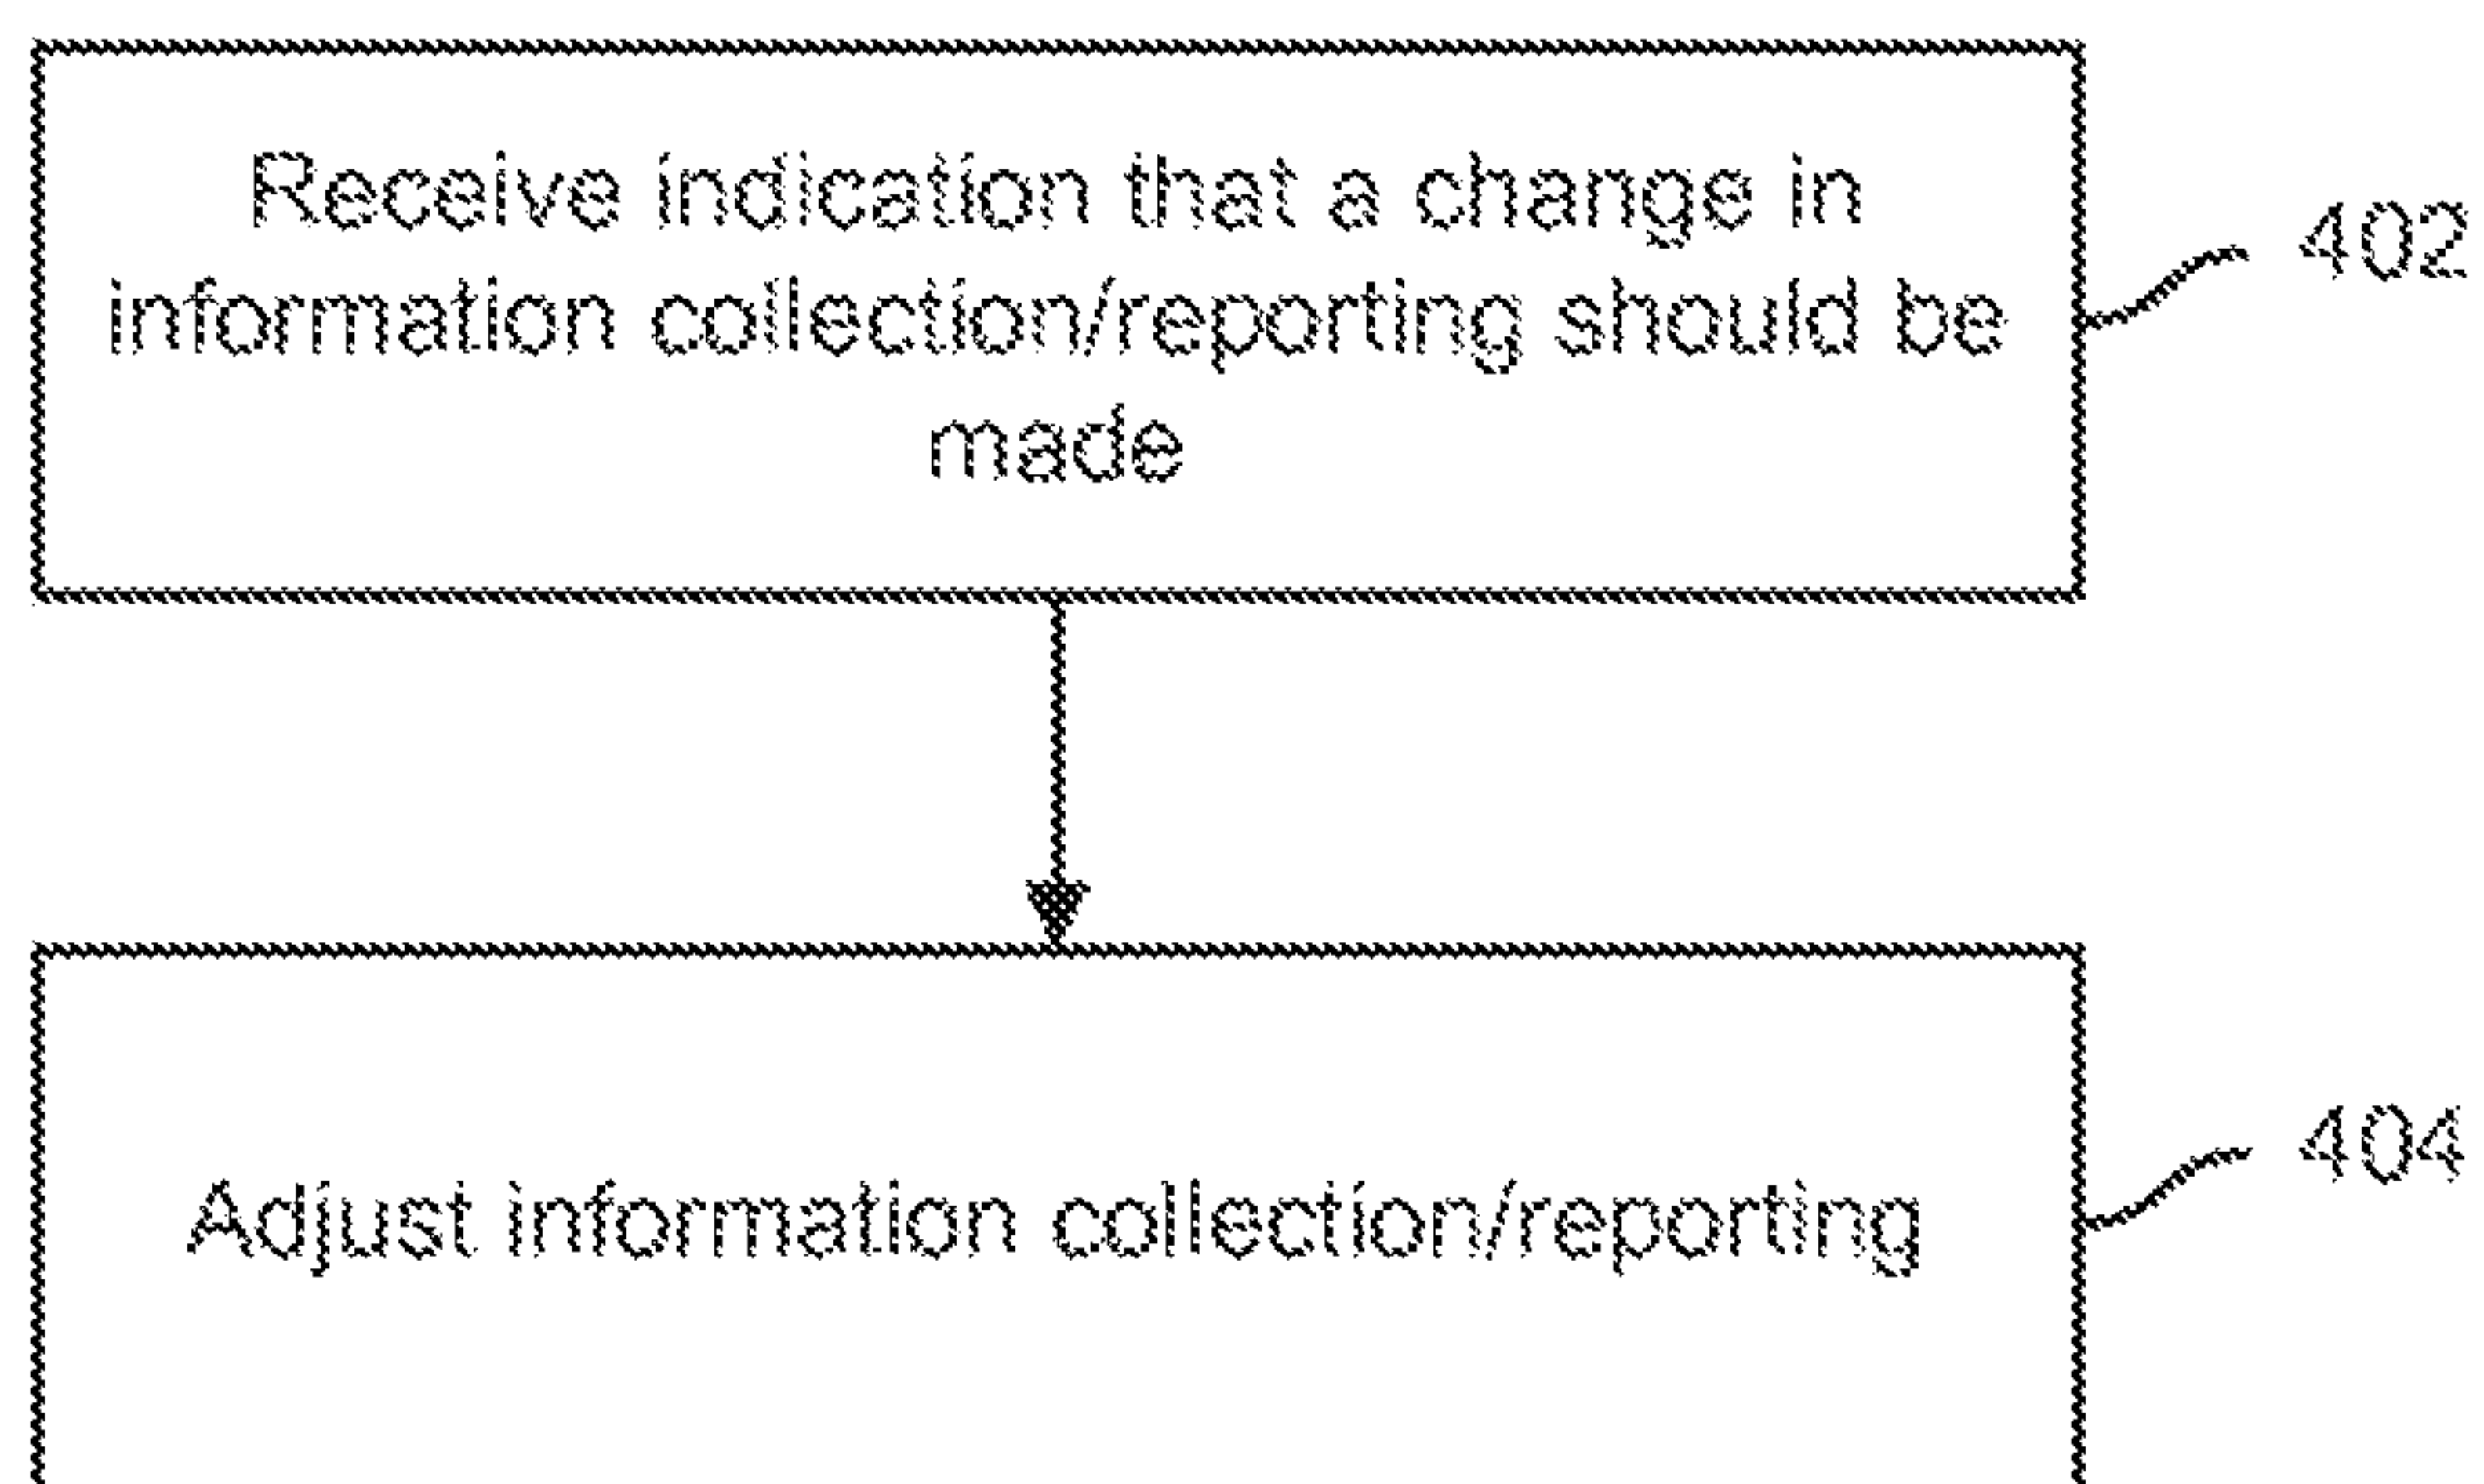 Receive indication that a change in
information collection/reporting should be
made
402
Adjust information collection/reporting
404